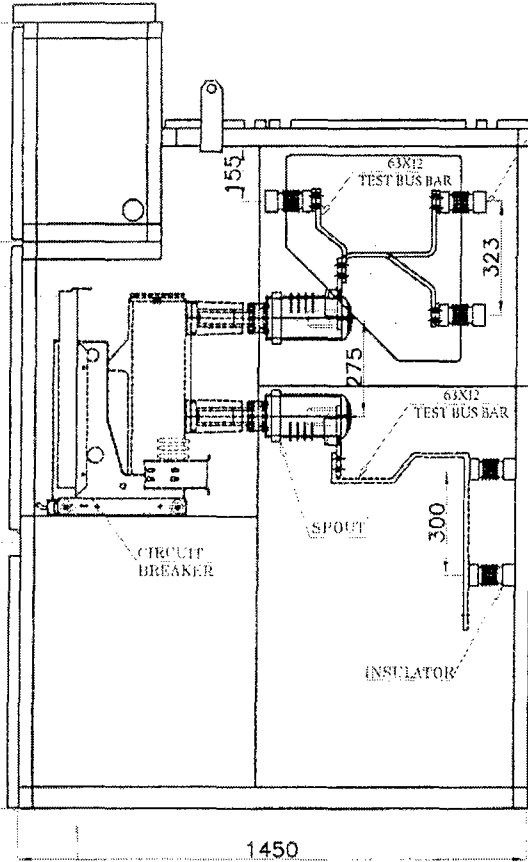 63X12
TEST BUS BAR
155
323
275
63X12
TEST BUS BAR
SPOUT
300
CIRCUIT
BREAKER
INSULATOR
1450